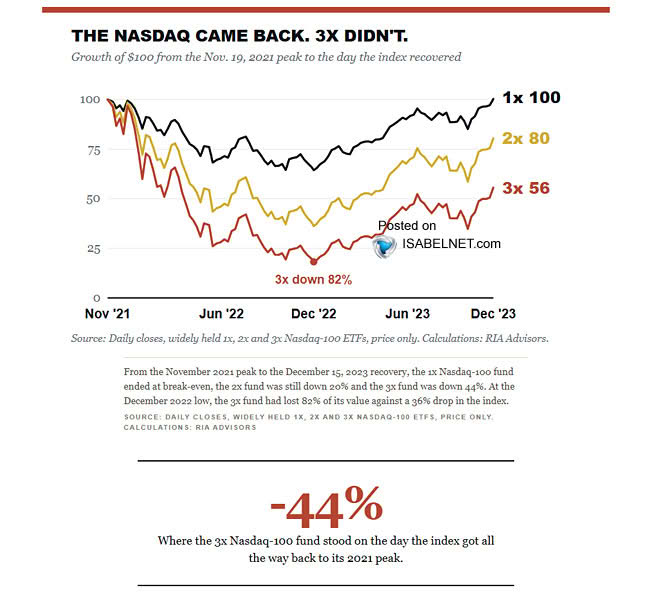 THE NASDAQ CAME BACK. 3X DIDN'T.
Growth of $100 from the Nov. 19, 2021 peak to the day the index recovered
100
75
50
25
0
1x 100
2x 80
3x 56
Posted on
ISABELNET.com
3x down 82%
Nov '21
Jun '22
Dec '22
Jun '23
Dec '23
Source: Daily closes, widely held 1x, 2x and 3x Nasdaq-100 ETFs, price only. Calculations: RIA Advisors.
From the November 2021 peak to the December 15, 2023 recovery, the 1x Nasdaq-100 fund
ended at break-even, the 2x fund was still down 20% and the 3x fund was down 44%. At the
December 2022 low, the 3x fund had lost 82% of its value against a 36% drop in the index.
SOURCE: DAILY CLOSES, WIDELY HELD 1X, 2X AND 3X NASDAQ-100 ETFS, PRICE ONLY.
CALCULATIONS: RIA ADVISORS
-44%
Where the 3x Nasdaq-100 fund stood on the day the index got all
the way back to its 2021 peak.